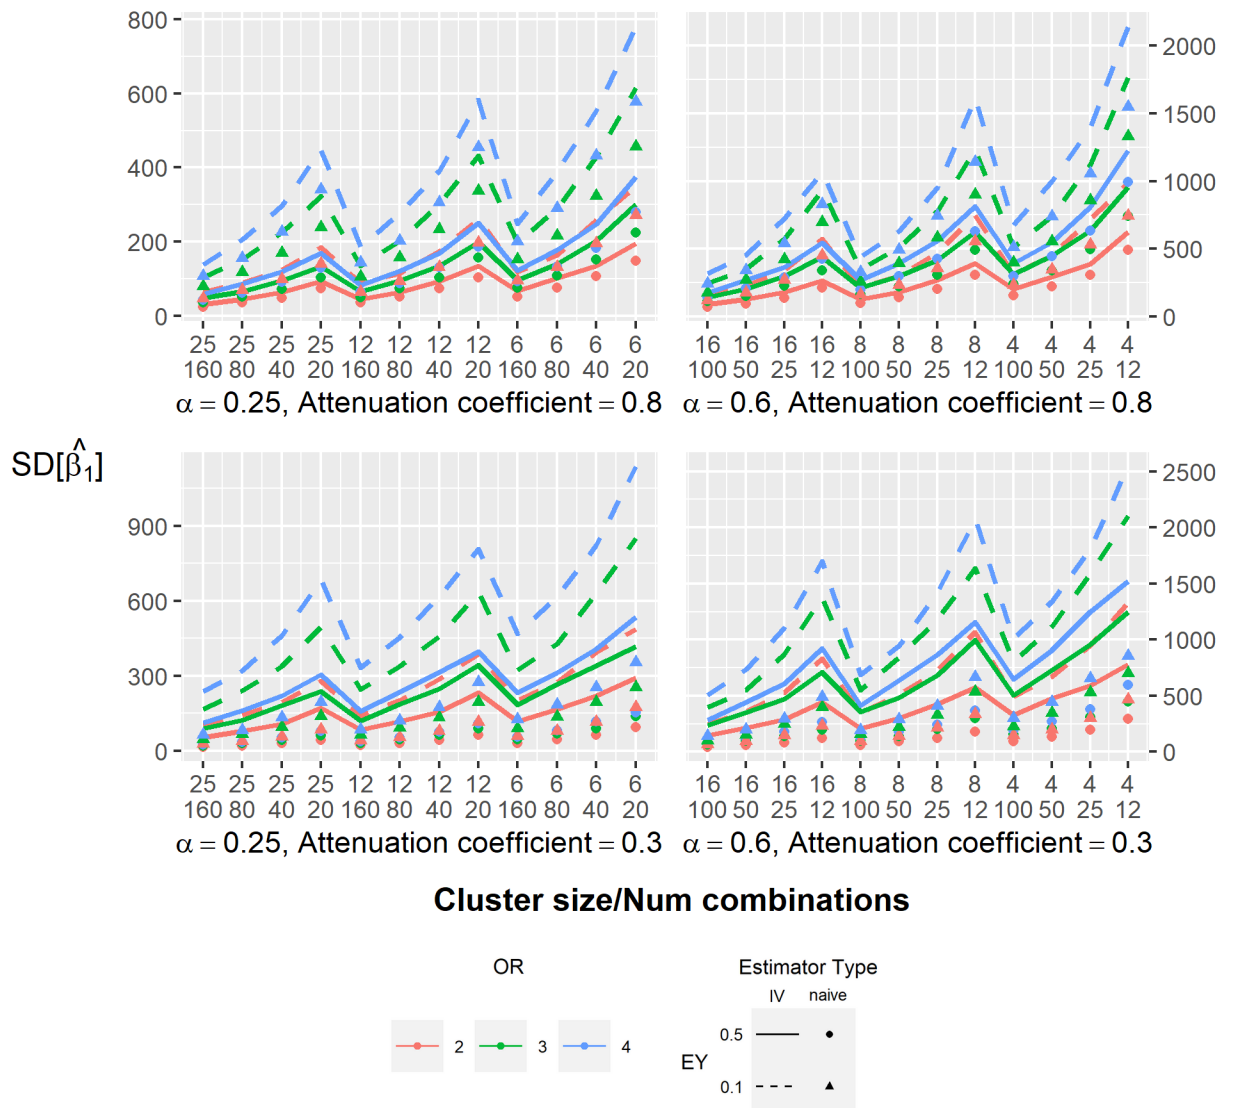 800
600
400
200
0
2000
1500
1000
500
0
25 25 25 25 12 12 12 12 6 6 6 6
160 80 40 20 160 80 40 20 160 80 40 20
16 16 16 16 8 8 8 8 4 4 4 4
100 50 25 12 100 50 25 12 100 50 25 12
α = 0.25, Attenuation coefficient = 0.8
α = 0.6, Attenuation coefficient = 0.8
SD[β̂₁]
900
600
300
0
2500
2000
1500
1000
500
0
25 25 25 25 12 12 12 12 6 6 6 6
160 80 40 20 160 80 40 20 160 80 40 20
16 16 16 16 8 8 8 8 4 4 4 4
100 50 25 12 100 50 25 12 100 50 25 12
α = 0.25, Attenuation coefficient = 0.3
α = 0.6, Attenuation coefficient = 0.3
Cluster size/Num combinations
OR
2 3 4
Estimator Type
IV naive
0.5
EY
0.1